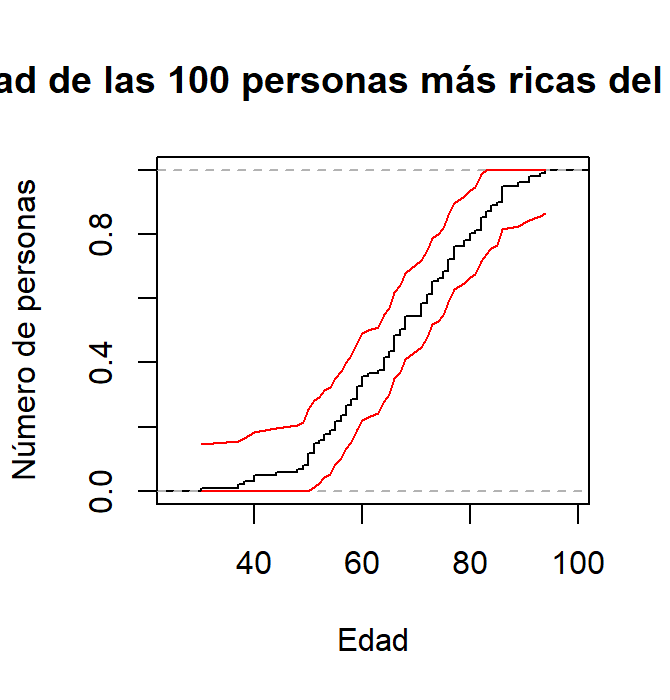 ad de las 100 personas más ricas del
Número de personas
0.8
0.4
0.0
40 60 80 100
Edad